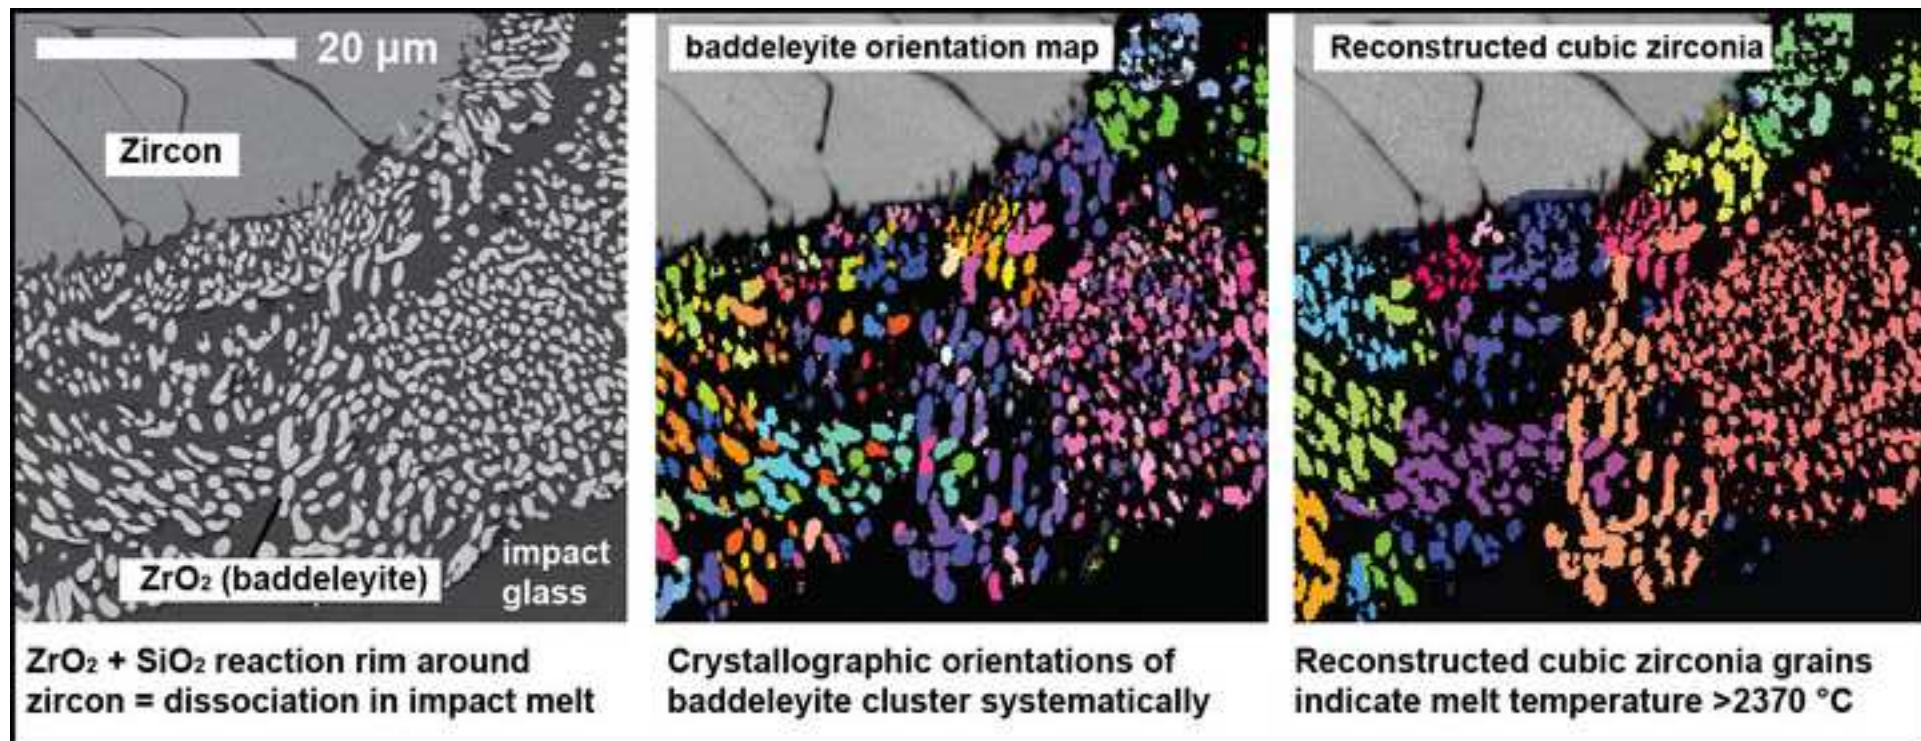 20 µm
Zircon
ZrO₂ (baddeleyite)
impact
glass
ZrO₂ + SiO₂ reaction rim around
zircon = dissociation in impact melt
baddeleyite orientation map
Crystallographic orientations of
baddeleyite cluster systematically
Reconstructed cubic zirconia
Reconstructed cubic zirconia grains
indicate melt temperature >2370 °C